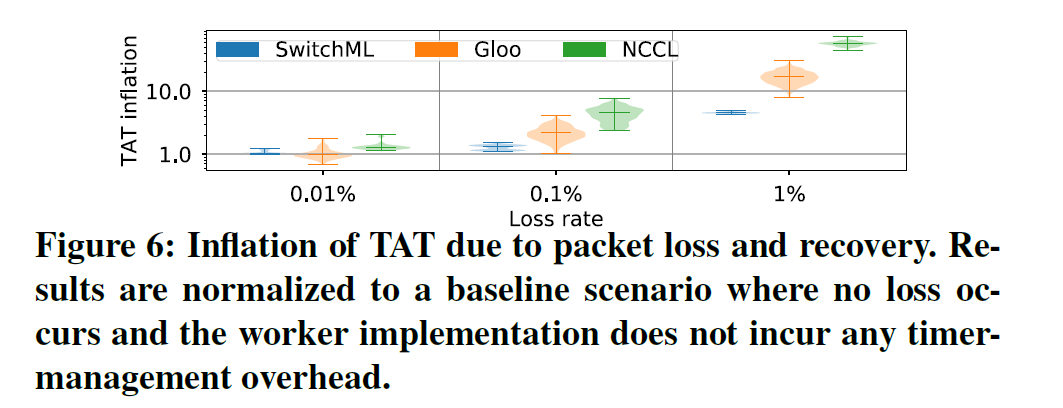 SwitchML Gloo NCCL
TAT inflation
10.0
1.0
0.01% 0.1% 1%
Loss rate
Figure 6: Inflation of TAT due to packet loss and recovery. Re-
sults are normalized to a baseline scenario where no loss oc-
curs and the worker implementation does not incur any timer-
management overhead.